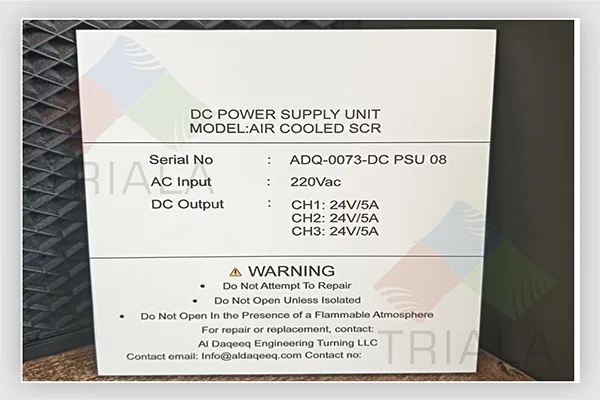 DC POWER SUPPLY UNIT
MODEL:AIR COOLED SCR
Serial No : ADQ-0073-DC PSU 08
AC Input : 220Vac
DC Output : CH1: 24V/5A
CH2: 24V/5A
CH3: 24V/5A
⚠ WARNING
• Do Not Attempt To Repair
• Do Not Open Unless Isolated
• Do Not Open In the Presence of a Flammable Atmosphere
For repair or replacement, contact:
Al Daqeeq Engineering Turning LLC
Contact email: Info@aldaqeeq.com Contact no:
TRIALA
TRIALA